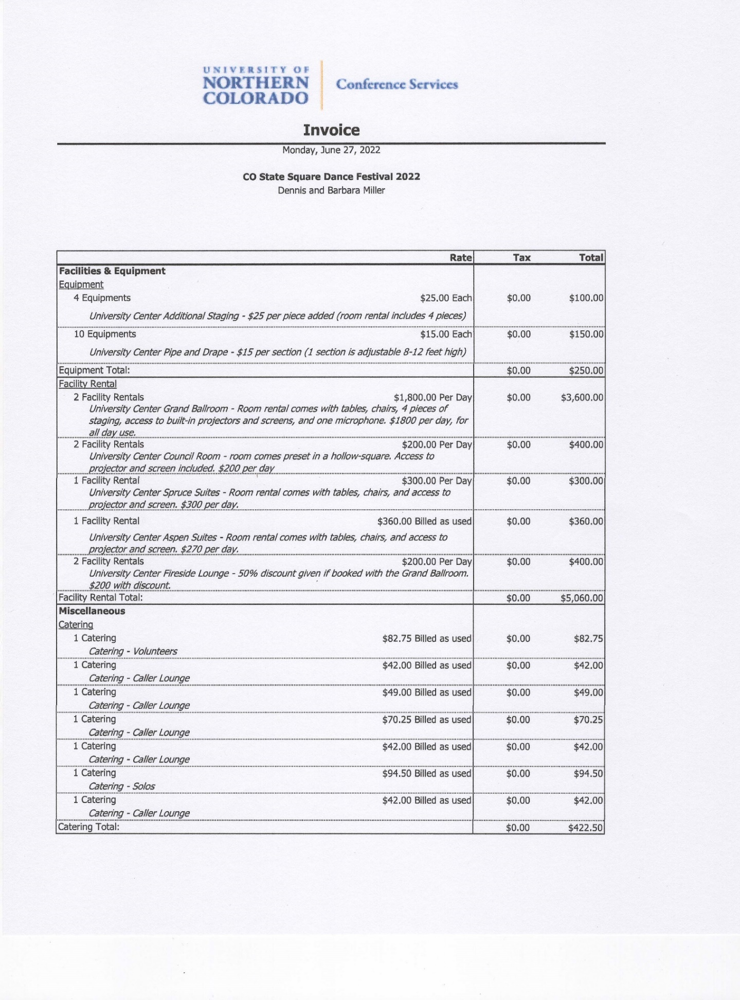 UNIVERSITY OF
NORTHERN
COLORADO
Conference Services
Invoice
Monday, June 27, 2022
CO State Square Dance Festival 2022
Dennis and Barbara Miller
Rate Tax Total
Facilities & Equipment
Equipment
4 Equipments $25.00 Each $0.00 $100.00
University Center Additional Staging - $25 per piece added (room rental includes 4 pieces)
10 Equipments $15.00 Each $0.00 $150.00
University Center Pipe and Drape - $15 per section (1 section is adjustable 8-12 feet high)
Equipment Total: $0.00 $250.00
Facility Rental
2 Facility Rentals $1,800.00 Per Day $0.00 $3,600.00
University Center Grand Ballroom - Room rental comes with tables, chairs, 4 pieces of
staging, access to built-in projectors and screens, and one microphone. $1800 per day, for
all day use.
2 Facility Rentals $200.00 Per Day $0.00 $400.00
University Center Council Room - room comes preset in a hollow-square. Access to
projector and screen included. $200 per day
1 Facility Rental $300.00 Per Day $0.00 $300.00
University Center Spruce Suites - Room rental comes with tables, chairs, and access to
projector and screen. $300 per day.
1 Facility Rental $360.00 Billed as used $0.00 $360.00
University Center Aspen Suites - Room rental comes with tables, chairs, and access to
projector and screen. $270 per day.
2 Facility Rentals $200.00 Per Day $0.00 $400.00
University Center Fireside Lounge - 50% discount given if booked with the Grand Ballroom.
$200 with discount.
Facility Rental Total: $0.00 $5,060.00
Miscellaneous
Catering
1 Catering $82.75 Billed as used $0.00 $82.75
Catering - Volunteers
1 Catering $42.00 Billed as used $0.00 $42.00
Catering - Caller Lounge
1 Catering $49.00 Billed as used $0.00 $49.00
Catering - Caller Lounge
1 Catering $70.25 Billed as used $0.00 $70.25
Catering - Caller Lounge
1 Catering $42.00 Billed as used $0.00 $42.00
Catering - Caller Lounge
1 Catering $94.50 Billed as used $0.00 $94.50
Catering - Solos
1 Catering $42.00 Billed as used $0.00 $42.00
Catering - Caller Lounge
Catering Total: $0.00 $422.50